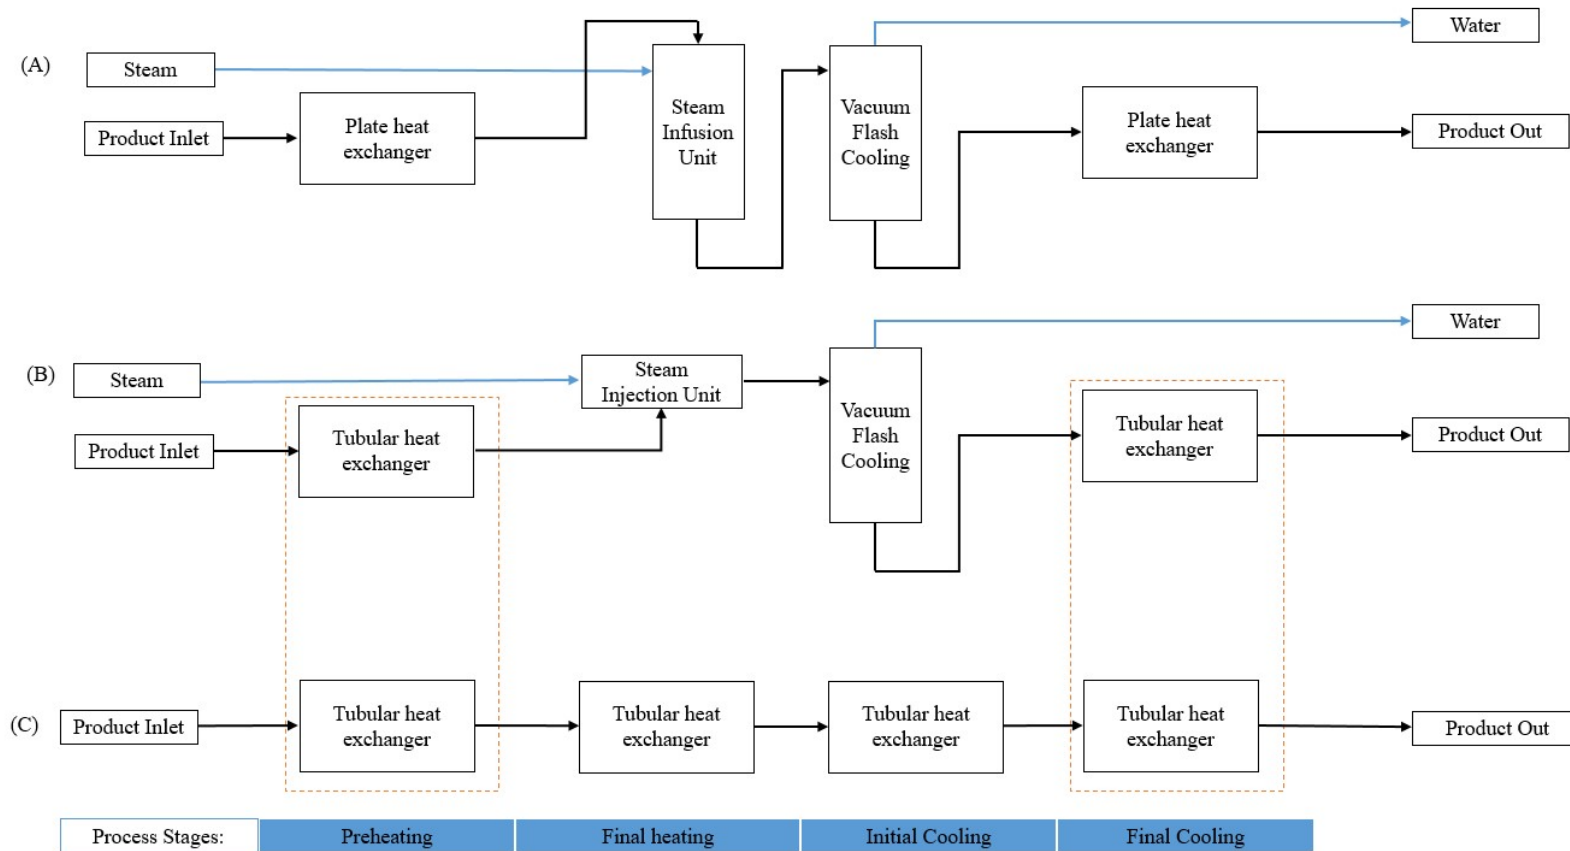 (A)
Steam
Product Inlet
Plate heat
exchanger
Steam
Infusion
Unit
Vacuum
Flash
Cooling
Plate heat
exchanger
Water
Product Out
(B)
Steam
Product Inlet
Tubular heat
exchanger
Steam
Injection Unit
Vacuum
Flash
Cooling
Tubular heat
exchanger
Water
Product Out
(C)
Product Inlet
Tubular heat
exchanger
Tubular heat
exchanger
Tubular heat
exchanger
Tubular heat
exchanger
Product Out
Process Stages:
Preheating
Final heating
Initial Cooling
Final Cooling